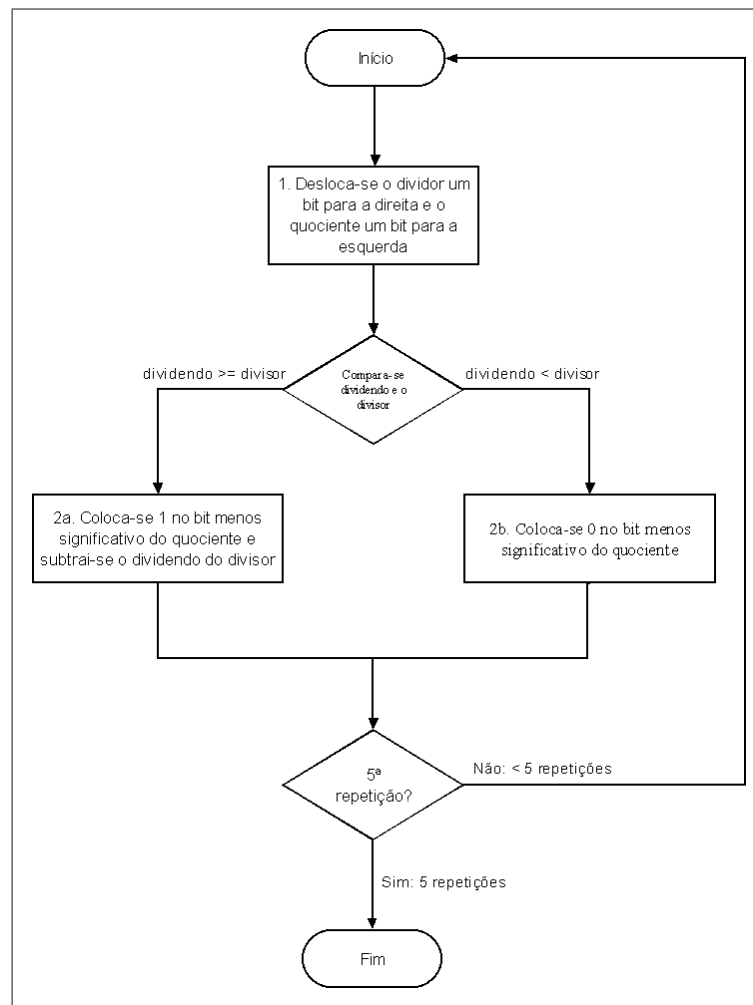 Início
1. Desloca-se o dividor um
bit para a direita e o
quociente um bit para a
esquerda
dividendo >= divisor
Compara-se
dividendo e o
divisor
dividendo < divisor
2a. Coloca-se 1 no bit menos
significativo do quociente e
subtrai-se o dividendo do divisor
2b. Coloca-se 0 no bit menos
significativo do quociente
5ª
repetição?
Não: < 5 repetições
Sim: 5 repetições
Fim